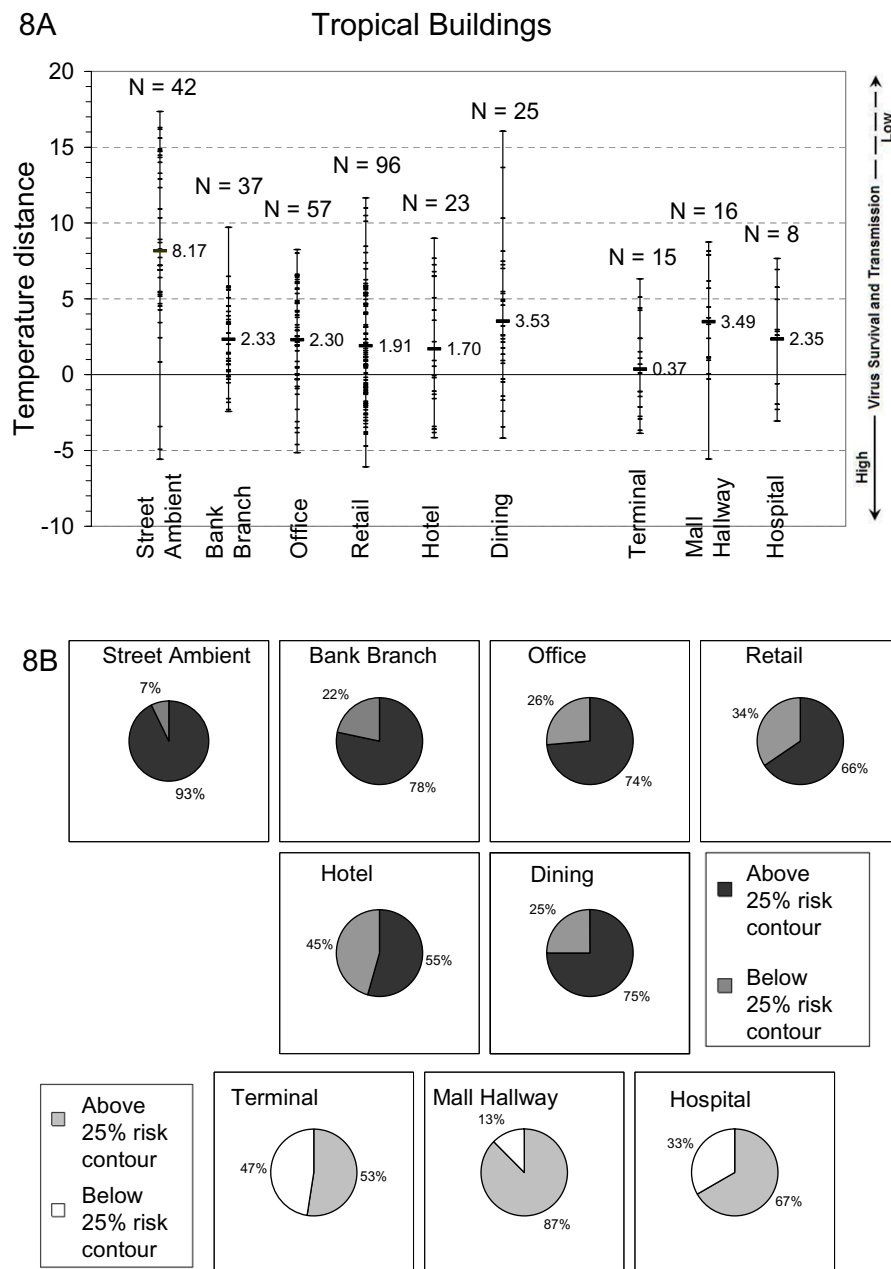 8A
Tropical Buildings
Temperature distance
20
15
10
5
0
-5
-10
N = 42
N = 37
N = 57
N = 96
N = 23
N = 25
N = 15
N = 16
N = 8
8.17
2.33
2.30
1.91
1.70
3.53
0.37
3.49
2.35
Street
Ambient
Bank
Branch
Office
Retail
Hotel
Dining
Terminal
Mall
Hallway
Hospital
High
Virus Survival and Transmission
Low
8B
Street Ambient
7%
93%
Bank Branch
22%
78%
Office
26%
74%
Retail
34%
66%
Hotel
45%
55%
Dining
25%
75%
Above
25% risk
contour
Below
25% risk
contour
Above
25% risk
contour
Below
25% risk
contour
Terminal
47%
53%
Mall Hallway
13%
87%
Hospital
33%
67%